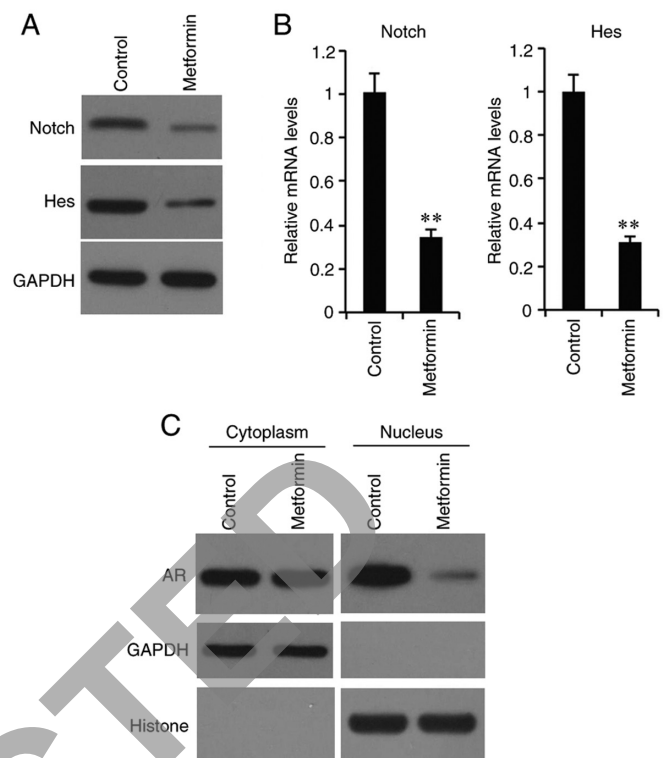 A
Control
Metformin
Notch
Hes
GAPDH
B
Notch
Relative mRNA levels
1.2
1
0.8
0.6
0.4
0.2
0
**
Control
Metformin
Hes
Relative mRNA levels
1.2
1
0.8
0.6
0.4
0.2
0
**
Control
Metformin
C
Cytoplasm
Nucleus
Control
Metformin
Control
Metformin
AR
GAPDH
Histone
STED